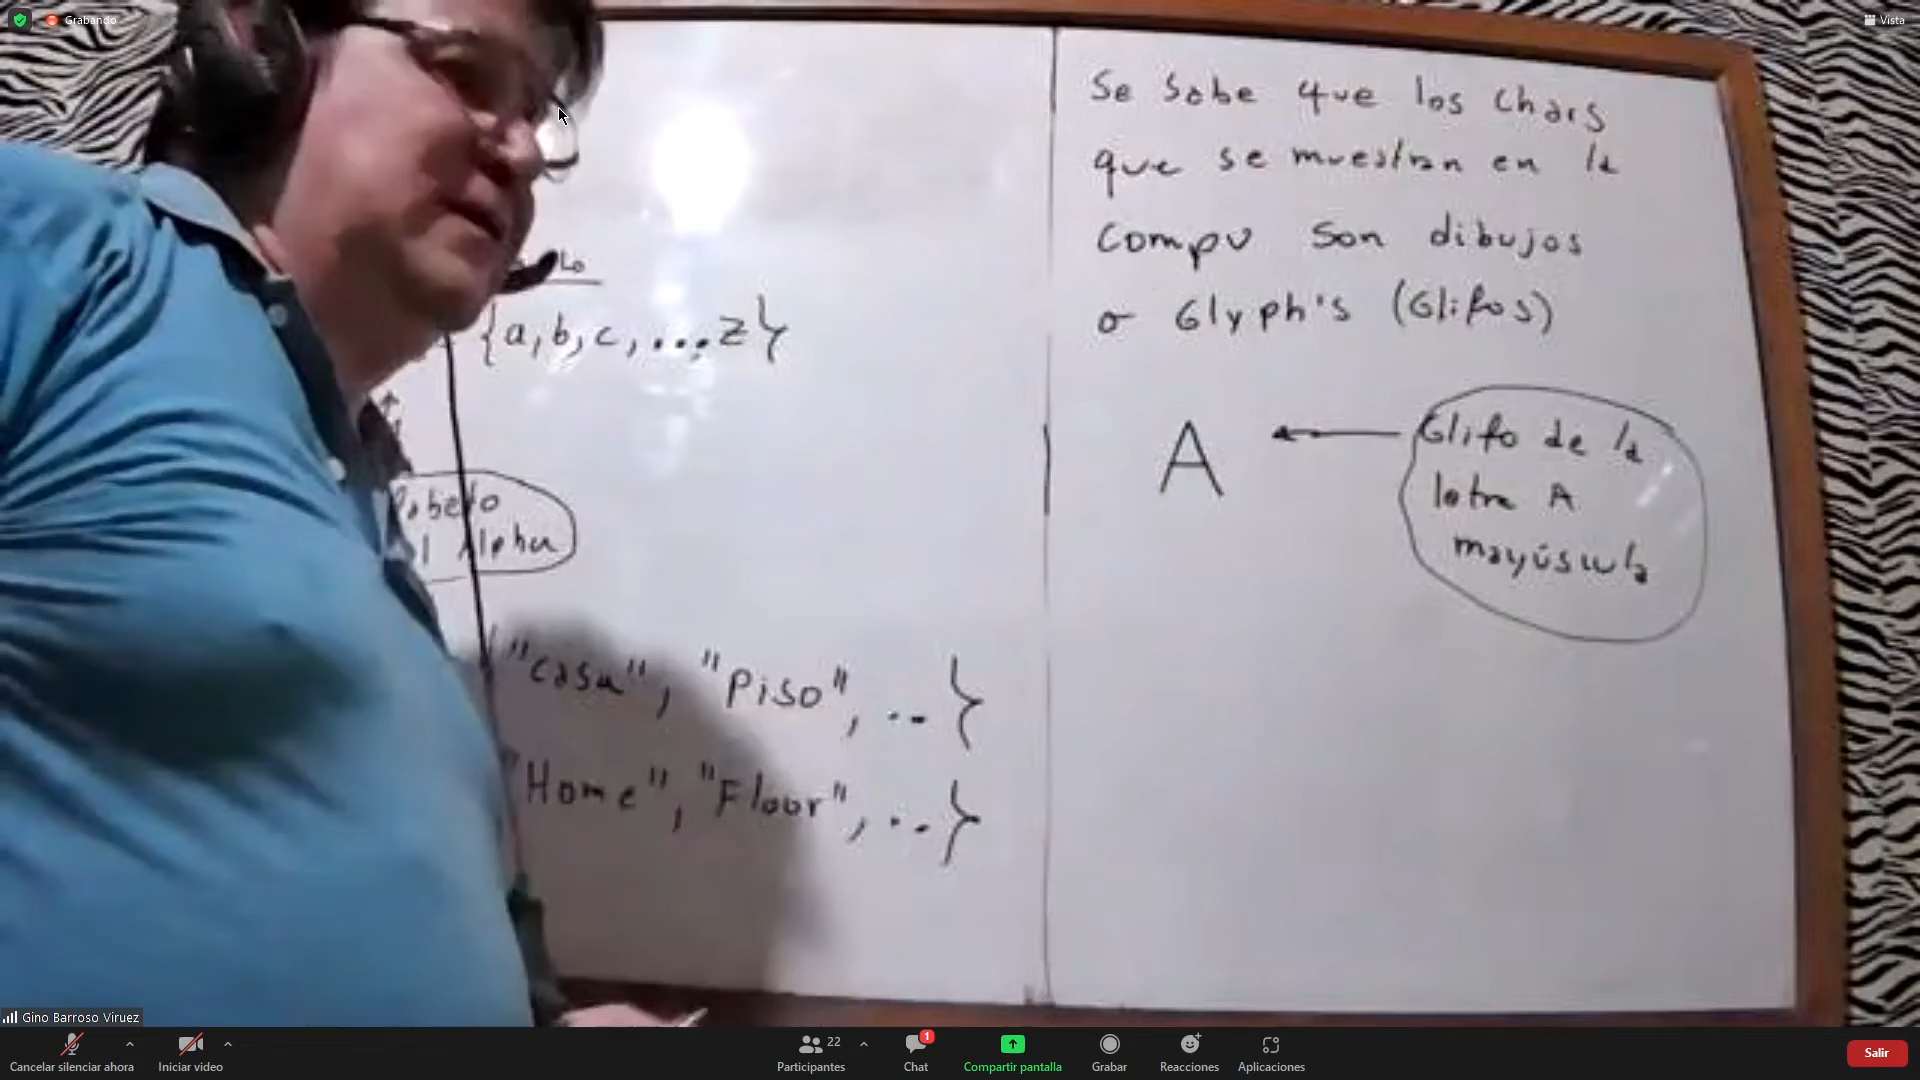 Grabando
Vista
{a, b, c, ... z}
Alpha
"casa", "Piso", ... }
"Home", "Floor", ... }
Se sabe que los chars
que se muestran en la
compu son dibujos
o Glyph's (Glifos)
A
Glifo de la
letra A
mayúscula
Gino Barroso Viruez
Cancelar silenciar ahora
Iniciar video
22
Participantes
1
Chat
Compartir pantalla
Grabar
Reacciones
Aplicaciones
Salir